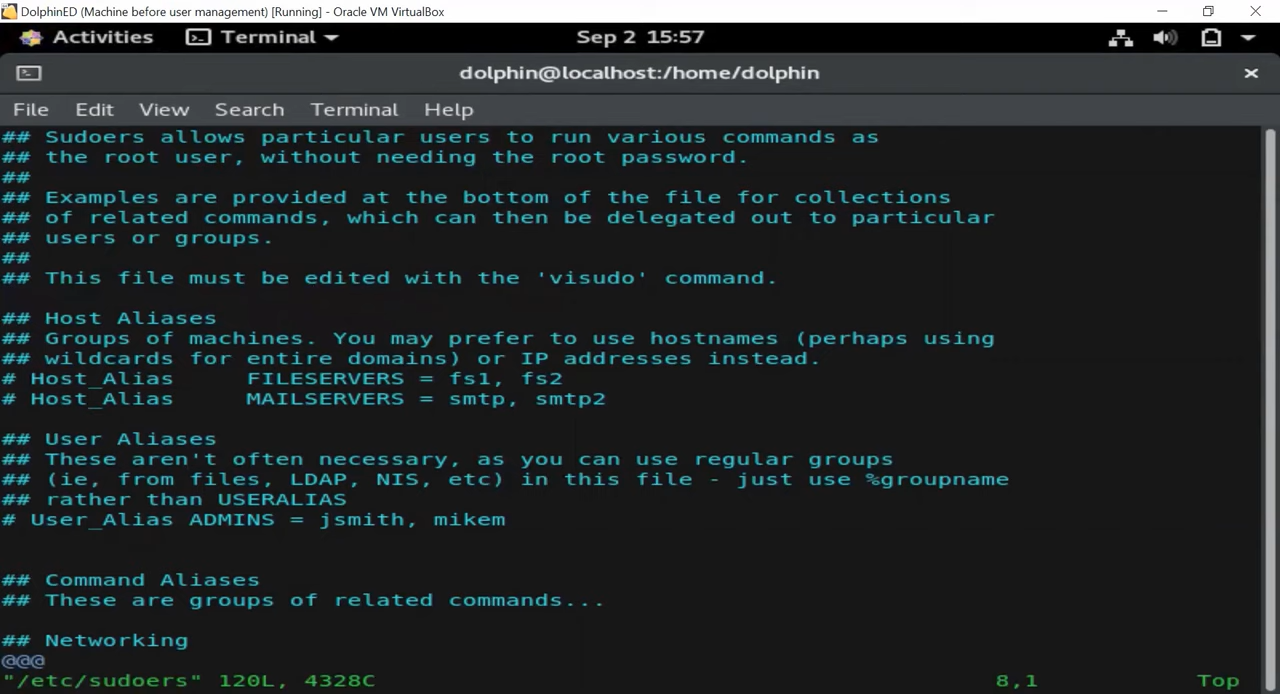 DolphinED (Machine before user management) [Running] - Oracle VM VirtualBox
Activities Terminal Sep 2 15:57
dolphin@localhost:/home/dolphin
File Edit View Search Terminal Help
## Sudoers allows particular users to run various commands as
## the root user, without needing the root password.
##
## Examples are provided at the bottom of the file for collections
## of related commands, which can then be delegated out to particular
## users or groups.
##
## This file must be edited with the 'visudo' command.
## Host Aliases
## Groups of machines. You may prefer to use hostnames (perhaps using
## wildcards for entire domains) or IP addresses instead.
# Host_Alias     FILESERVERS = fs1, fs2
# Host_Alias     MAILSERVERS = smtp, smtp2
## User Aliases
## These aren't often necessary, as you can use regular groups
## (ie, from files, LDAP, NIS, etc) in this file - just use %groupname
## rather than USERALIAS
# User_Alias ADMINS = jsmith, mikem
## Command Aliases
## These are groups of related commands...
## Networking
@@@
"/etc/sudoers" 120L, 4328C 8,1 Top